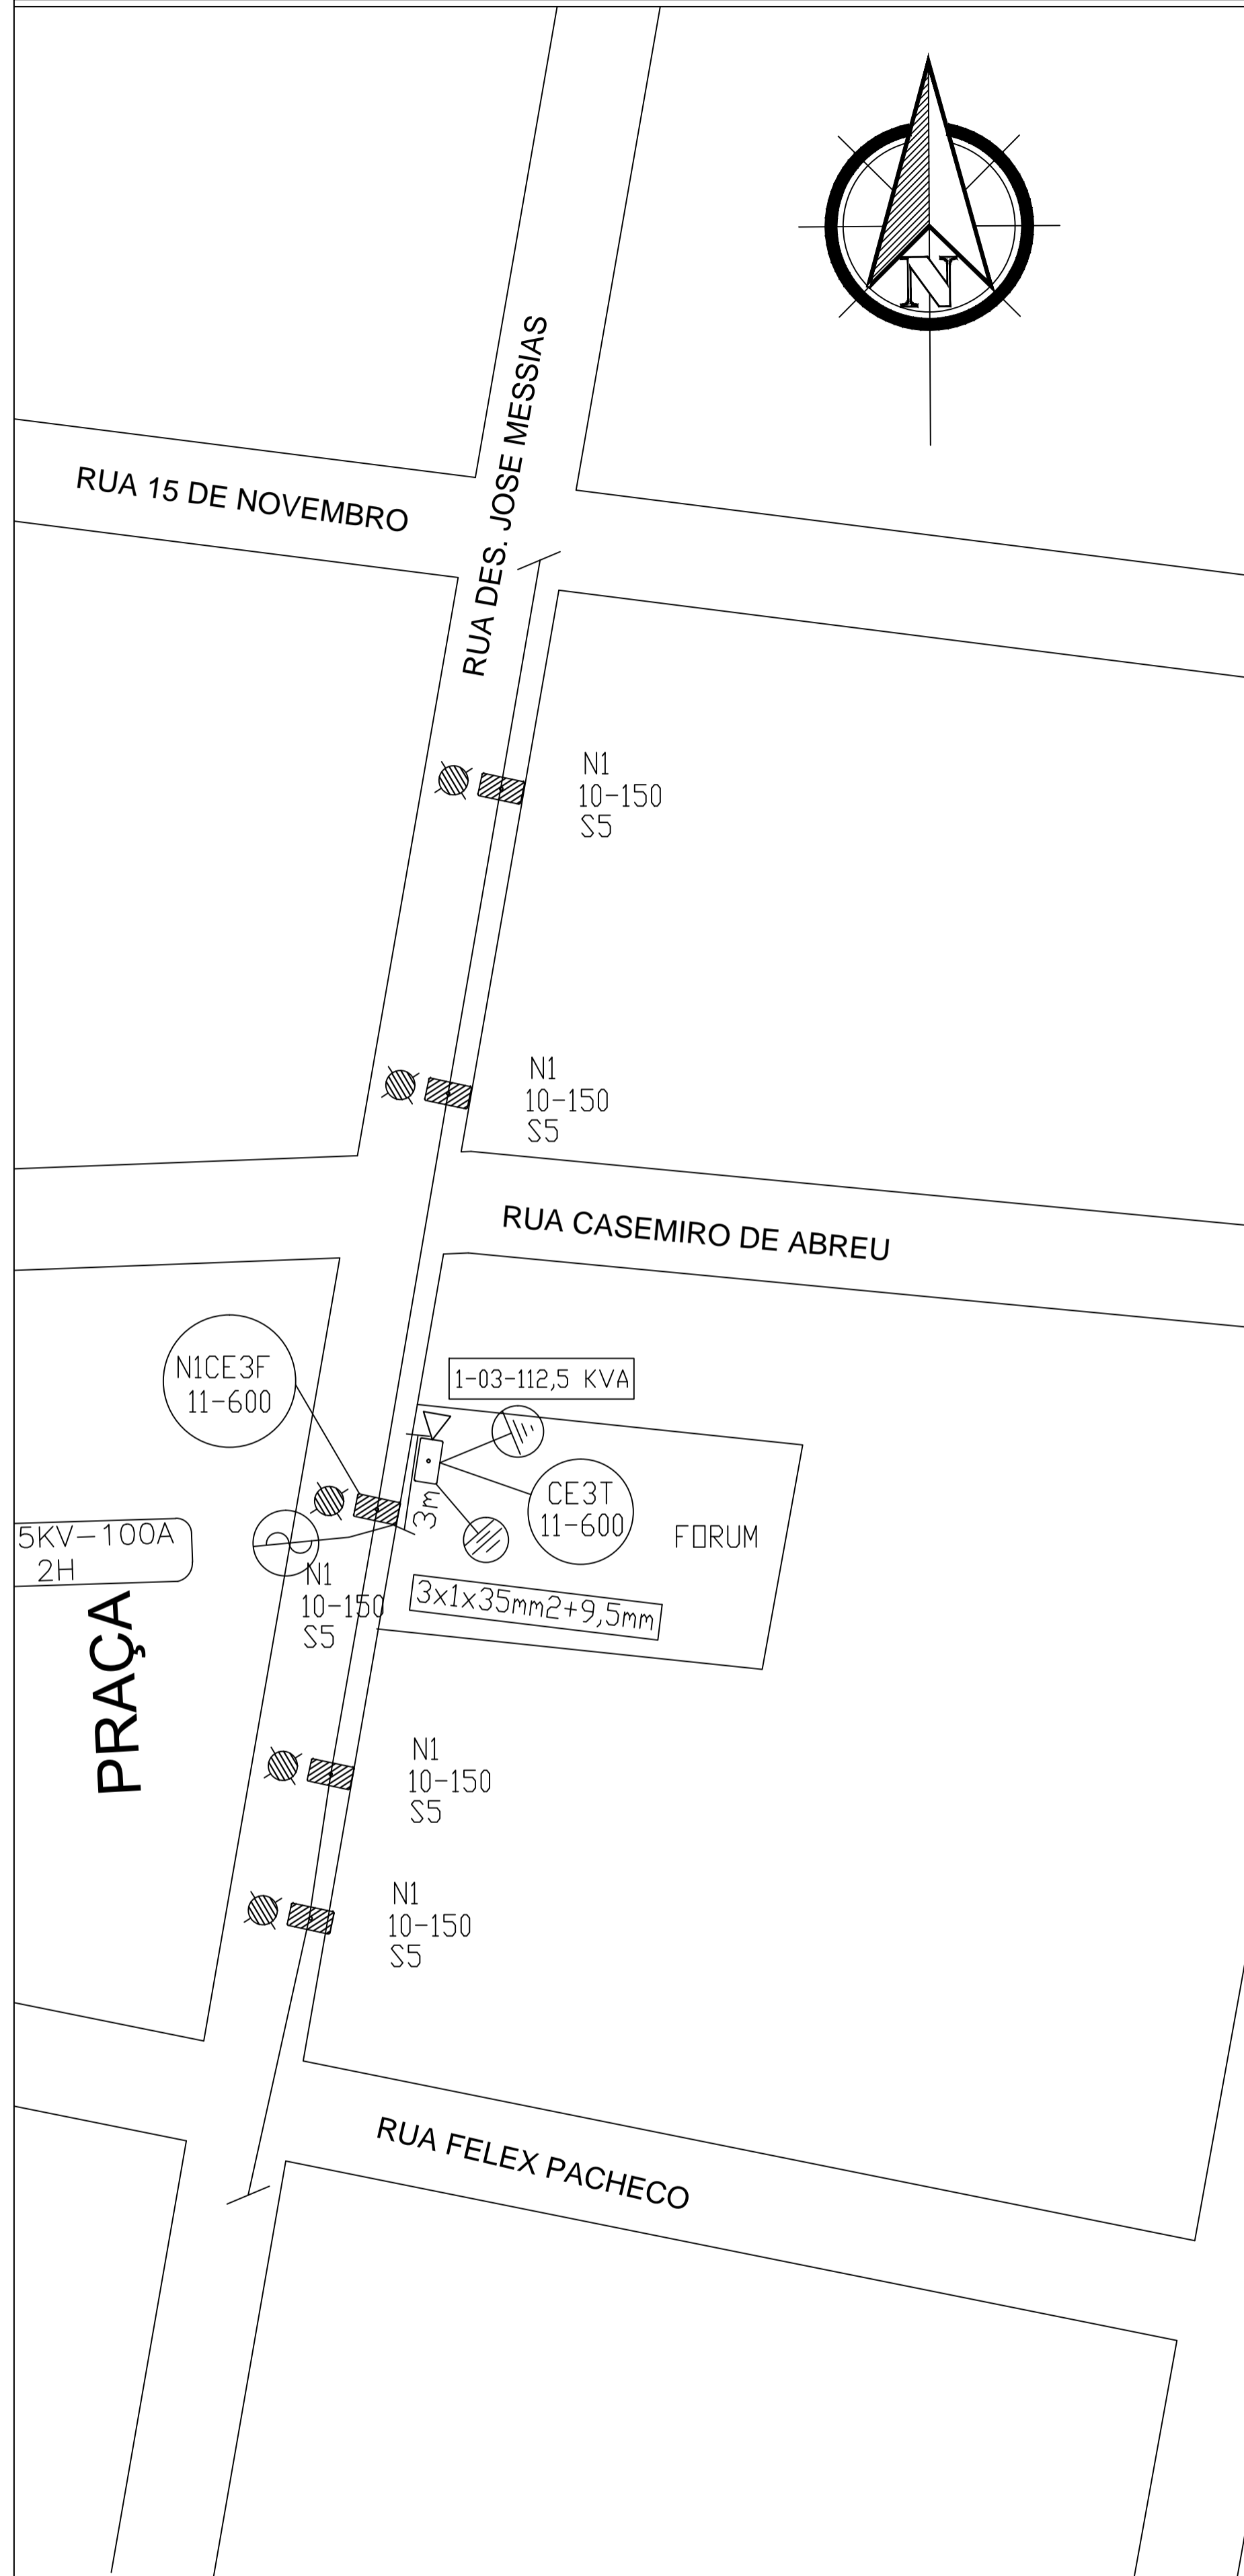 N
RUA DES. JOSE MESSIAS
RUA 15 DE NOVEMBRO
N1
10-150
S5
N1
10-150
S5
RUA CASEMIRO DE ABREU
N1CE3F
11-600
1-03-112,5 KVA
CE3T
11-600
3m
FORUM
5KV-100A
2H
N1
10-150
S5
3x1x35mm2+9,5mm
PRAÇA
N1
10-150
S5
N1
10-150
S5
RUA FELEX PACHECO